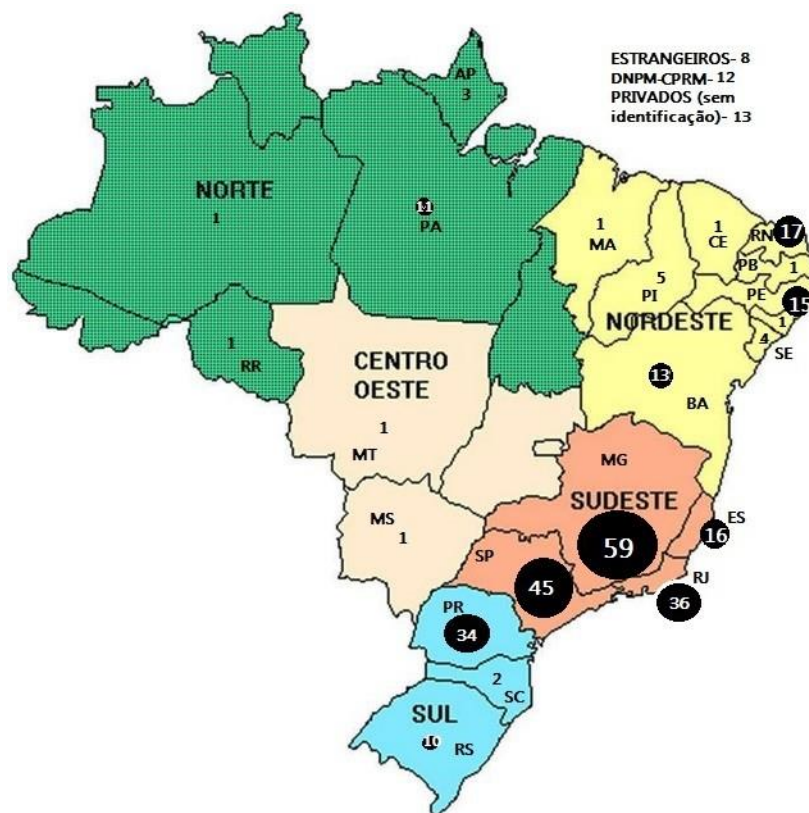 ESTRANGEIROS- 8
DNPM-CPRM- 12
PRIVADOS (sem
identificação)- 13
AP
3
NORTE
1
11
PA
1
MA
1
CE
RN
17
PB
1
5
PI
PE
15
NORDESTE
1
4
SE
1
RR
CENTRO
OESTE
13
BA
1
MT
MG
SUDESTE
MS
1
ES
16
59
SP
45
RJ
36
PR
34
2
SC
SUL
10
RS